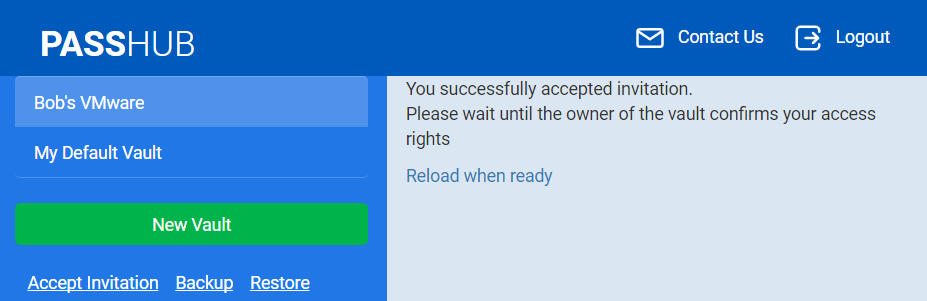 PASSHUB
Contact Us
Logout
Bob's VMware
My Default Vault
New Vault
Accept Invitation Backup Restore
You successfully accepted invitation.
Please wait until the owner of the vault confirms your access
rights
Reload when ready